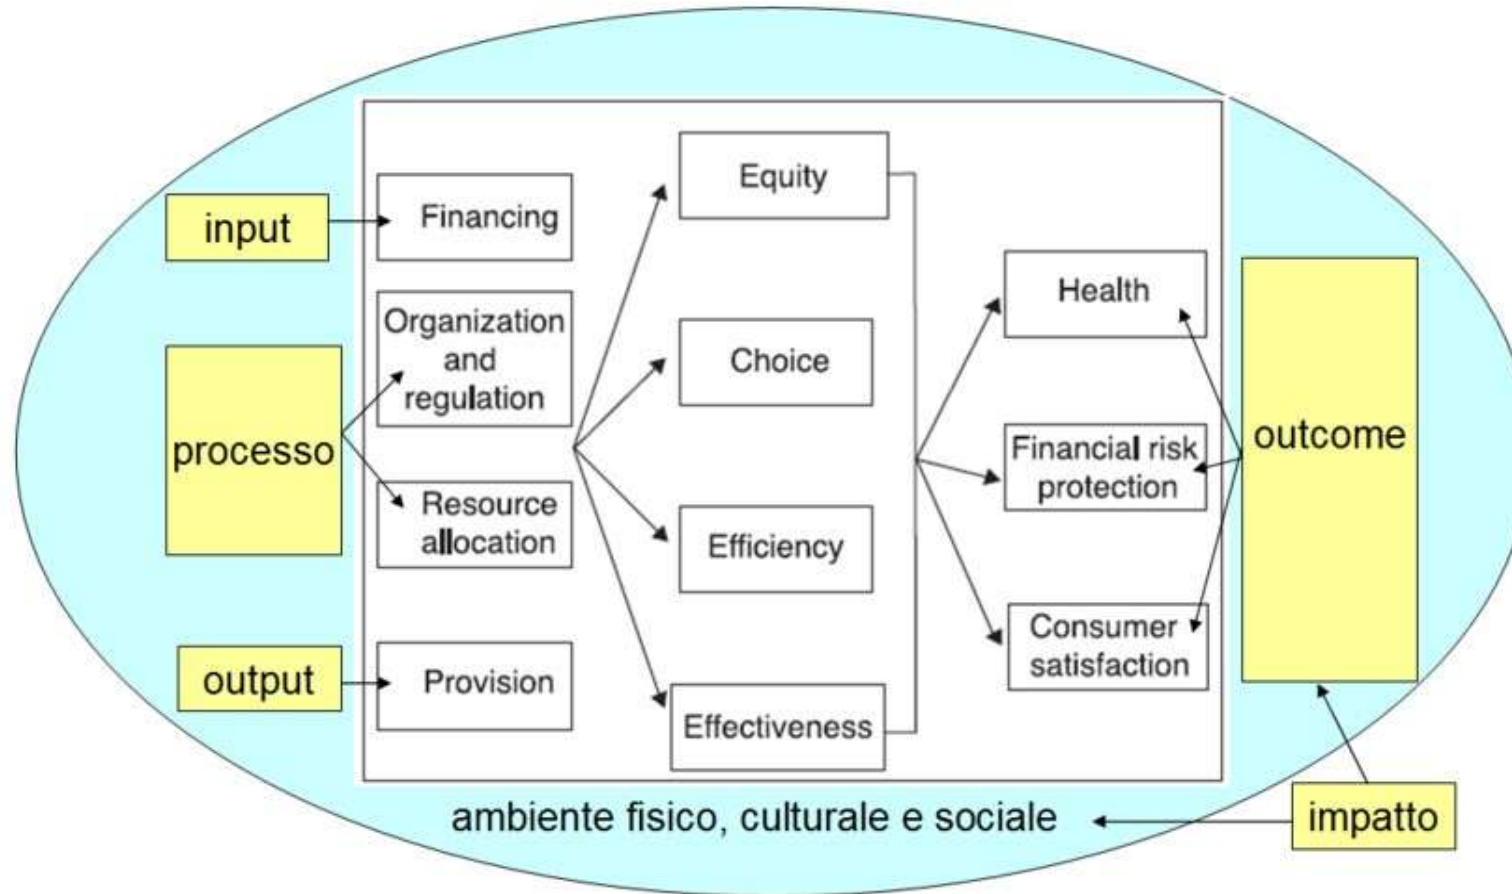 input
processo
output
Financing
Organization
and
regulation
Resource
allocation
Provision
Equity
Choice
Efficiency
Effectiveness
Health
Financial risk
protection
Consumer
satisfaction
outcome
ambiente fisico, culturale e sociale
impatto